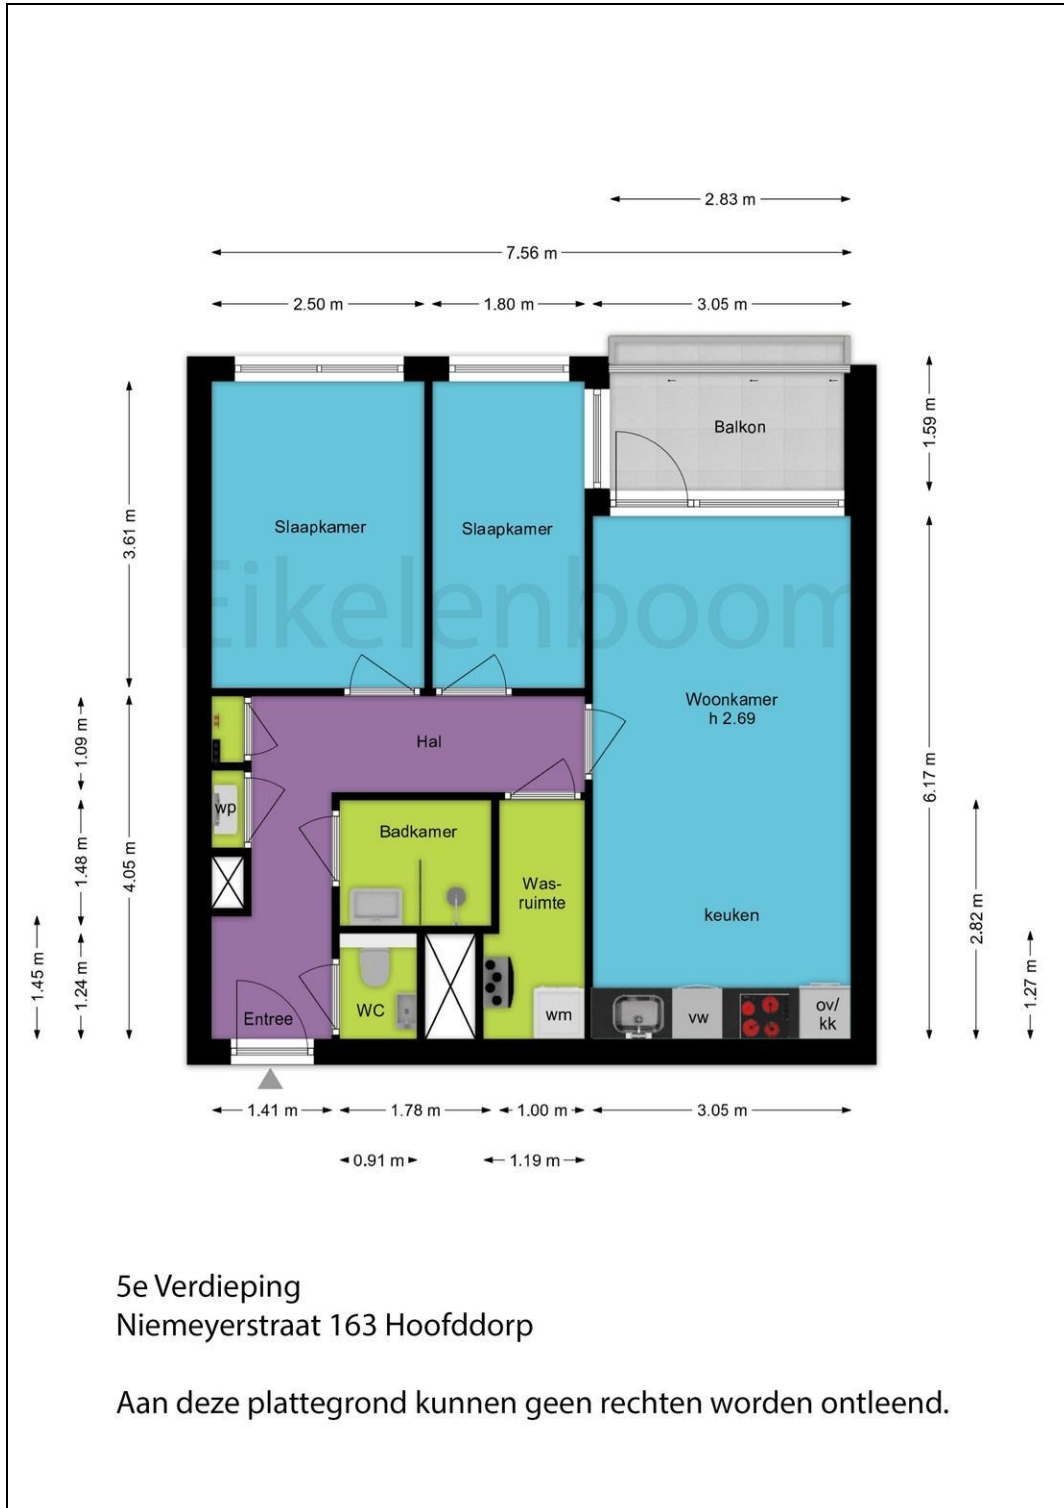 2.83 m
7.56 m
2.50 m
1.80 m
3.05 m
Balkon
1.59 m
3.61 m
Slaapkamer
Slaapkamer
Eikelenboom
Woonkamer
h 2.69
1.09 m
Hal
6.17 m
wp
Badkamer
1.48 m
4.05 m
Was-
ruimte
keuken
2.82 m
1.45 m
1.24 m
1.27 m
Entree
WC
wm
vw
ov/
kk
1.41 m
1.78 m
1.00 m
3.05 m
0.91 m
1.19 m
5e Verdieping
Niemeyerstraat 163 Hoofddorp
Aan deze plattegrond kunnen geen rechten worden ontleend.